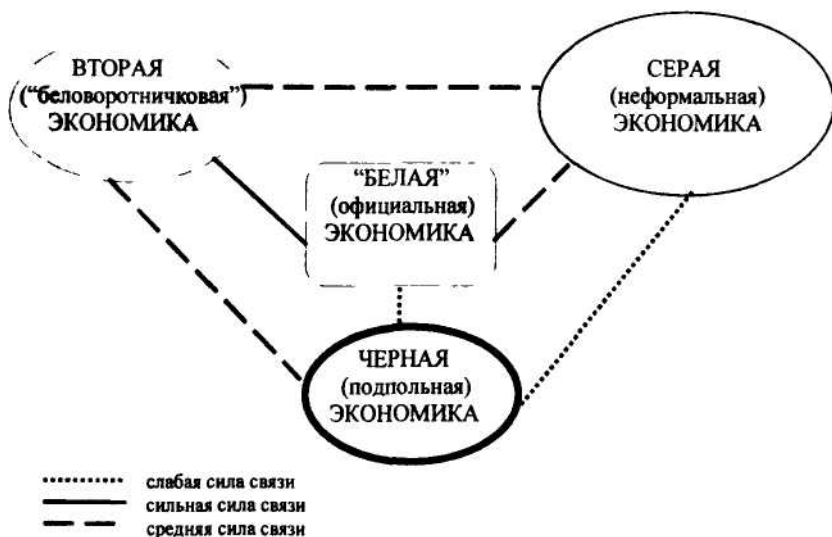 ВТОРАЯ
(“беловоротничковая”)
ЭКОНОМИКА
СЕРАЯ
(неформальная)
ЭКОНОМИКА
“БЕЛАЯ”
(официальная)
ЭКОНОМИКА
ЧЕРНАЯ
(подпольная)
ЭКОНОМИКА
слабая сила связи
сильная сила связи
средняя сила связи